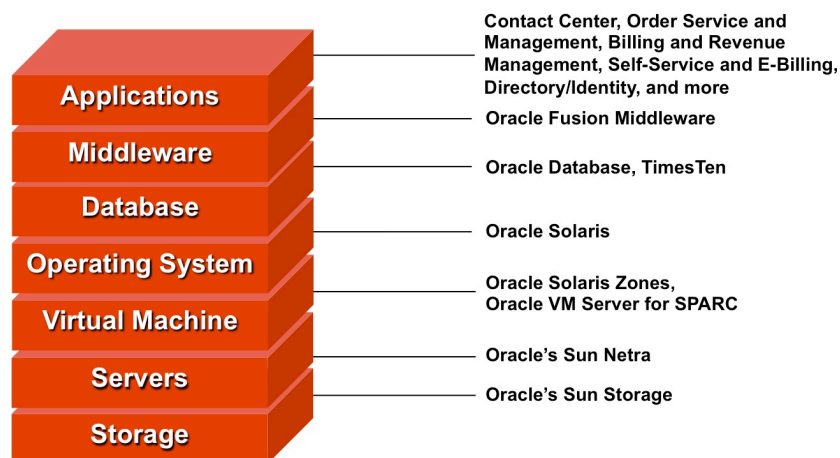 Contact Center, Order Service and
Management, Billing and Revenue
Management, Self-Service and E-Billing,
Directory/Identity, and more
Applications
Oracle Fusion Middleware
Middleware
Oracle Database, TimesTen
Database
Oracle Solaris
Operating System
Oracle Solaris Zones,
Oracle VM Server for SPARC
Virtual Machine
Oracle’s Sun Netra
Servers
Oracle’s Sun Storage
Storage